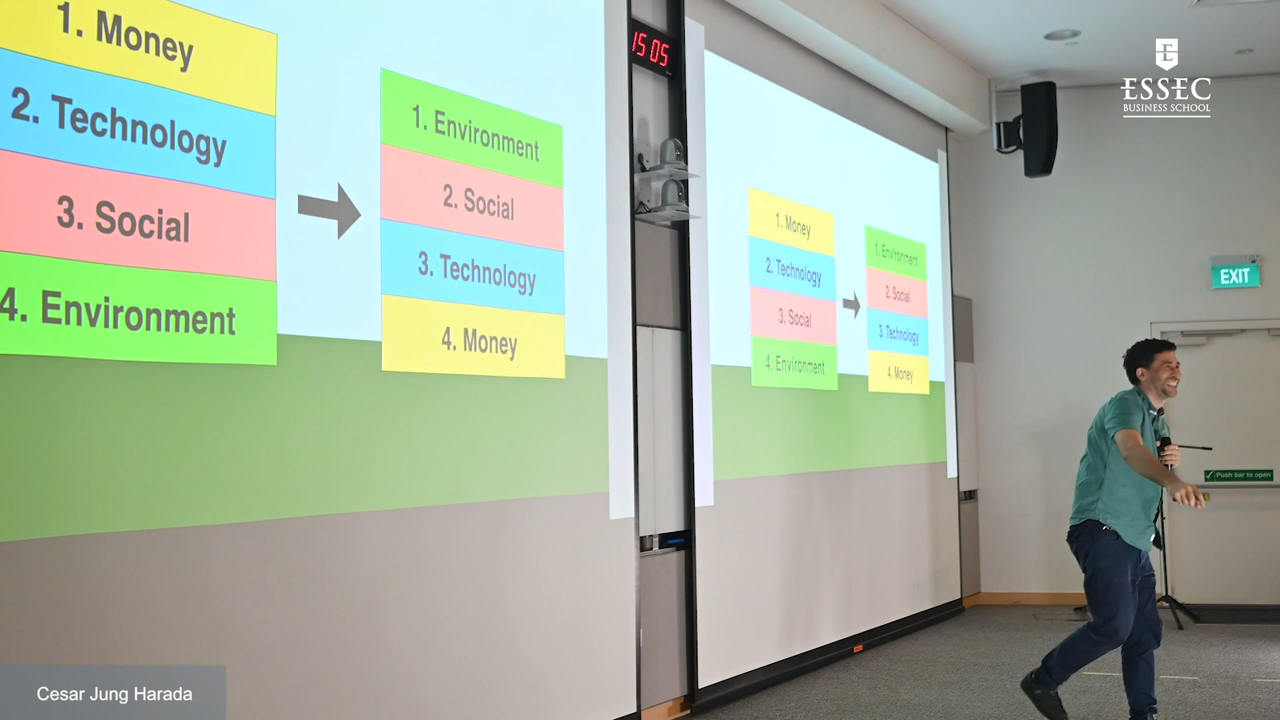 1. Money
2. Technology
3. Social
4. Environment
1. Environment
2. Social
3. Technology
4. Money
15 05
1. Money
2. Technology
3. Social
4. Environment
1. Environment
2. Social
3. Technology
4. Money
ESSEC
BUSINESS SCHOOL
EXIT
Push bar to open
Cesar Jung Harada